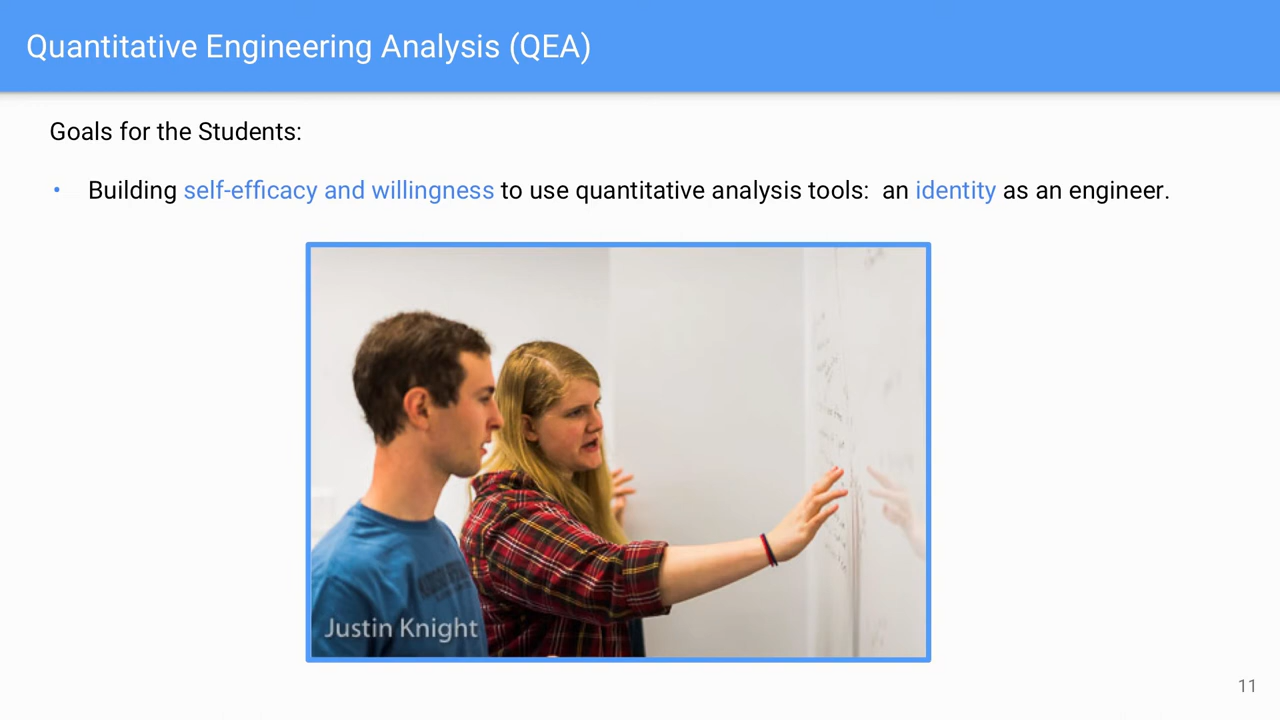 Quantitative Engineering Analysis (QEA)
Goals for the Students:
• Building self-efficacy and willingness to use quantitative analysis tools:  an identity as an engineer.
Justin Knight
11